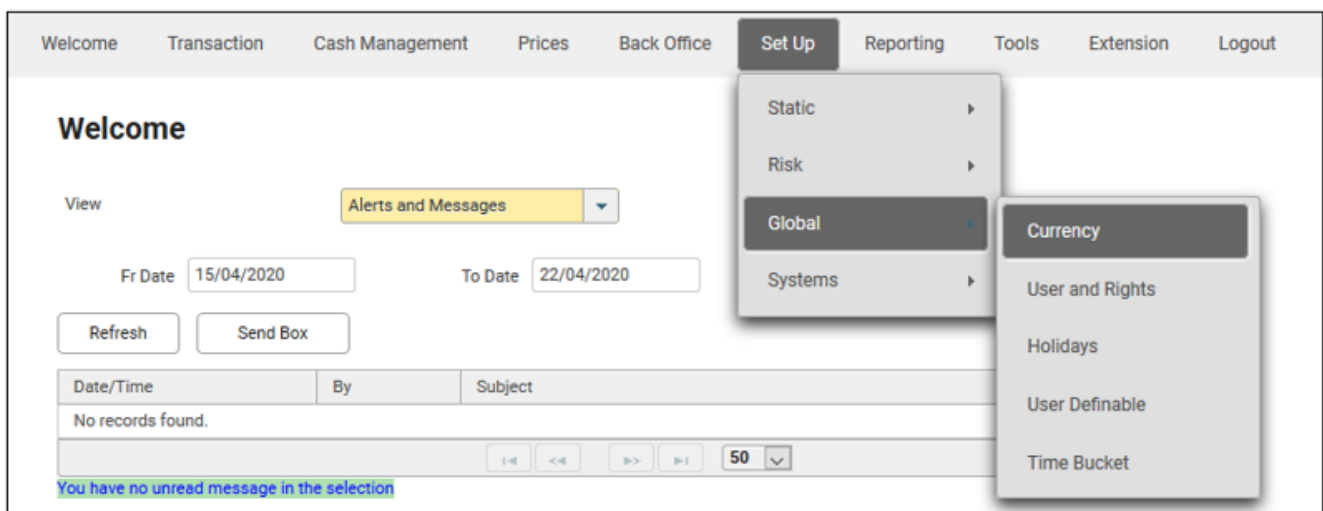 Welcome Transaction Cash Management Prices Back Office Set Up Reporting Tools Extension Logout
Static
Welcome
Risk
View Alerts and Messages
Global Currency
Fr Date 15/04/2020 To Date 22/04/2020
Systems User and Rights
Refresh Send Box
Holidays
Date/Time By Subject
User Definable
No records found.
50
Time Bucket
You have no unread message in the selection